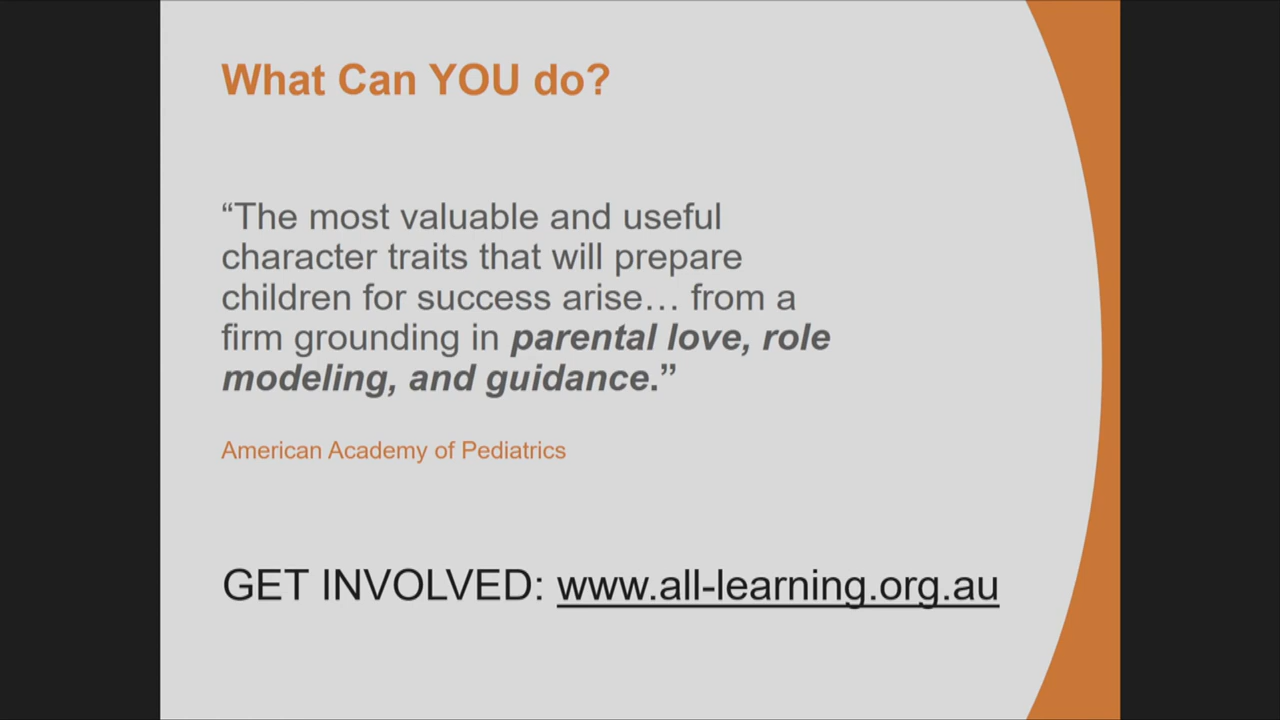 What Can YOU do?
“The most valuable and useful
character traits that will prepare
children for success arise… from a
firm grounding in parental love, role
modeling, and guidance.”
American Academy of Pediatrics
GET INVOLVED: www.all-learning.org.au